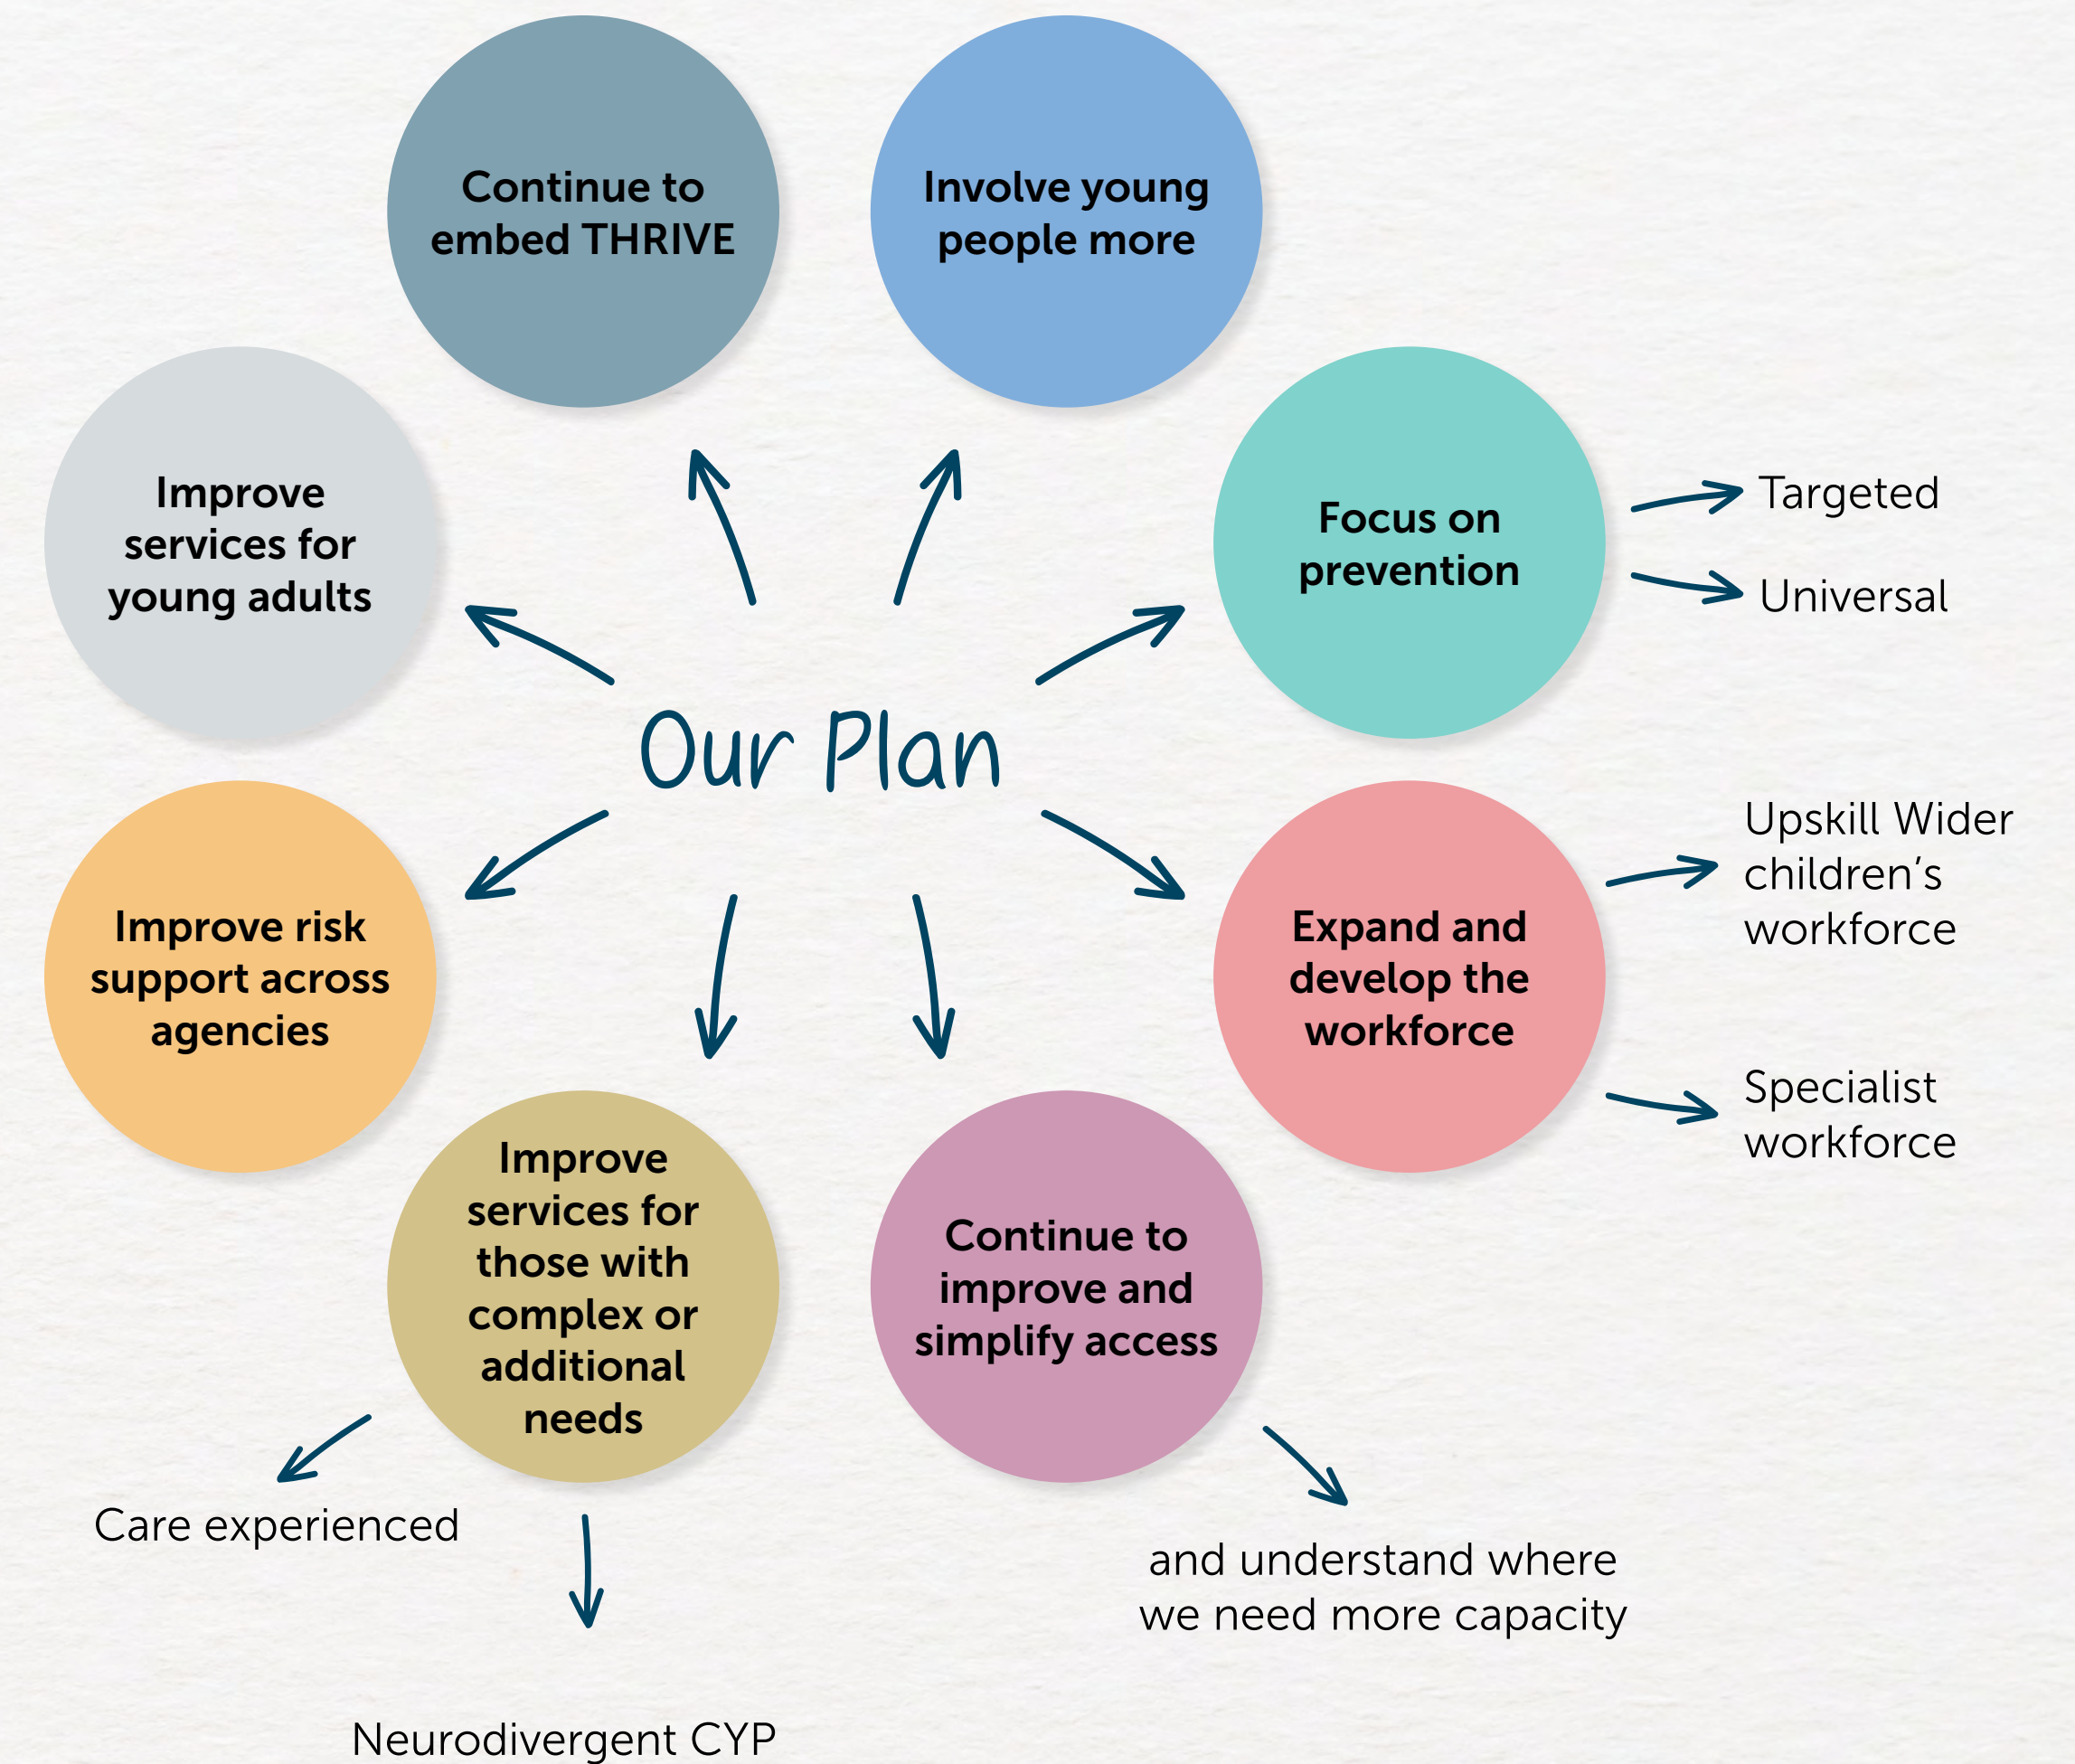 Continue to
embed THRIVE
Involve young
people more
Improve
services for
young adults
Focus on
prevention
Targeted
Universal
Our Plan
Improve risk
support across
agencies
Expand and
develop the
workforce
Upskill Wider
children’s
workforce
Specialist
workforce
Improve
services for
those with
complex or
additional
needs
Continue to
improve and
simplify access
Care experienced
Neurodivergent CYP
and understand where
we need more capacity